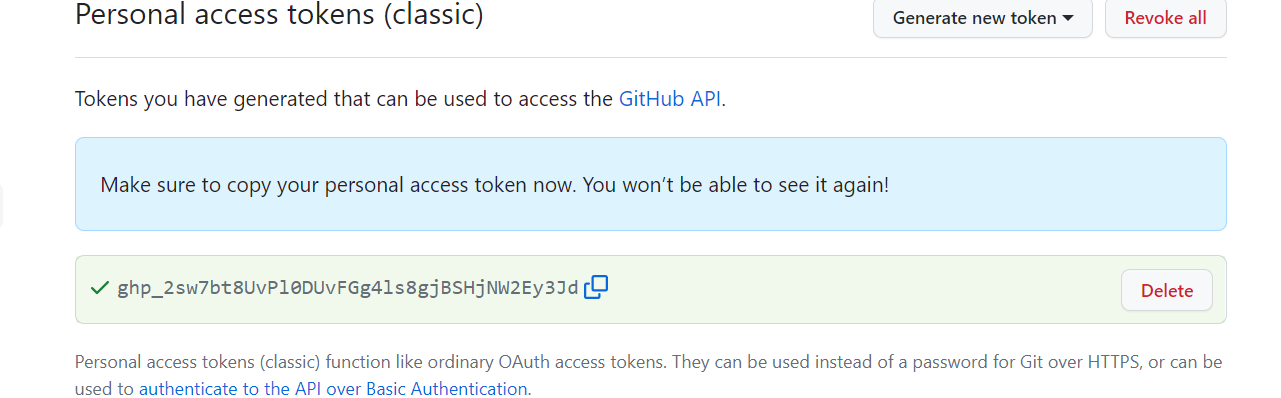 Personal access tokens (classic)
Generate new token
Revoke all
Tokens you have generated that can be used to access the GitHub API.
Make sure to copy your personal access token now. You won’t be able to see it again!
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
Delete
Personal access tokens (classic) function like ordinary OAuth access tokens. They can be used instead of a password for Git over HTTPS, or can be
used to authenticate to the API over Basic Authentication.